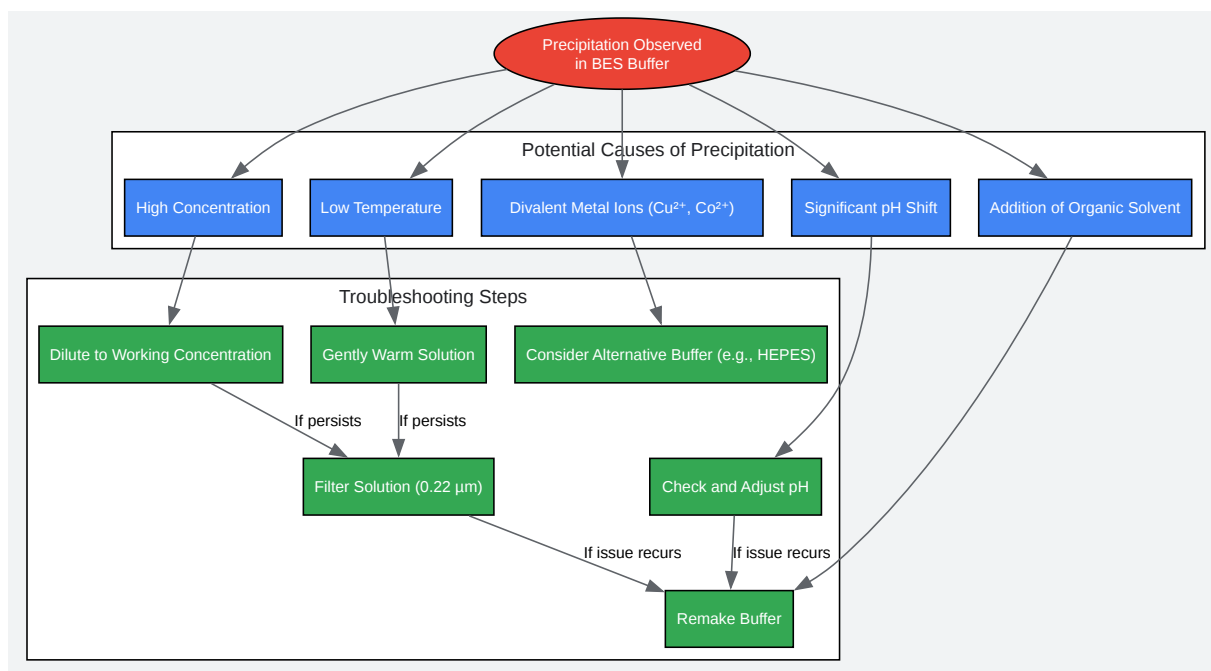 Precipitation Observed
in BES Buffer
Potential Causes of Precipitation
High Concentration
Low Temperature
Divalent Metal Ions (Cu²⁺, Co²⁺)
Significant pH Shift
Addition of Organic Solvent
Troubleshooting Steps
Dilute to Working Concentration
Gently Warm Solution
Consider Alternative Buffer (e.g., HEPES)
If persists
If persists
Filter Solution (0.22 µm)
Check and Adjust pH
If issue recurs
If issue recurs
Remake Buffer